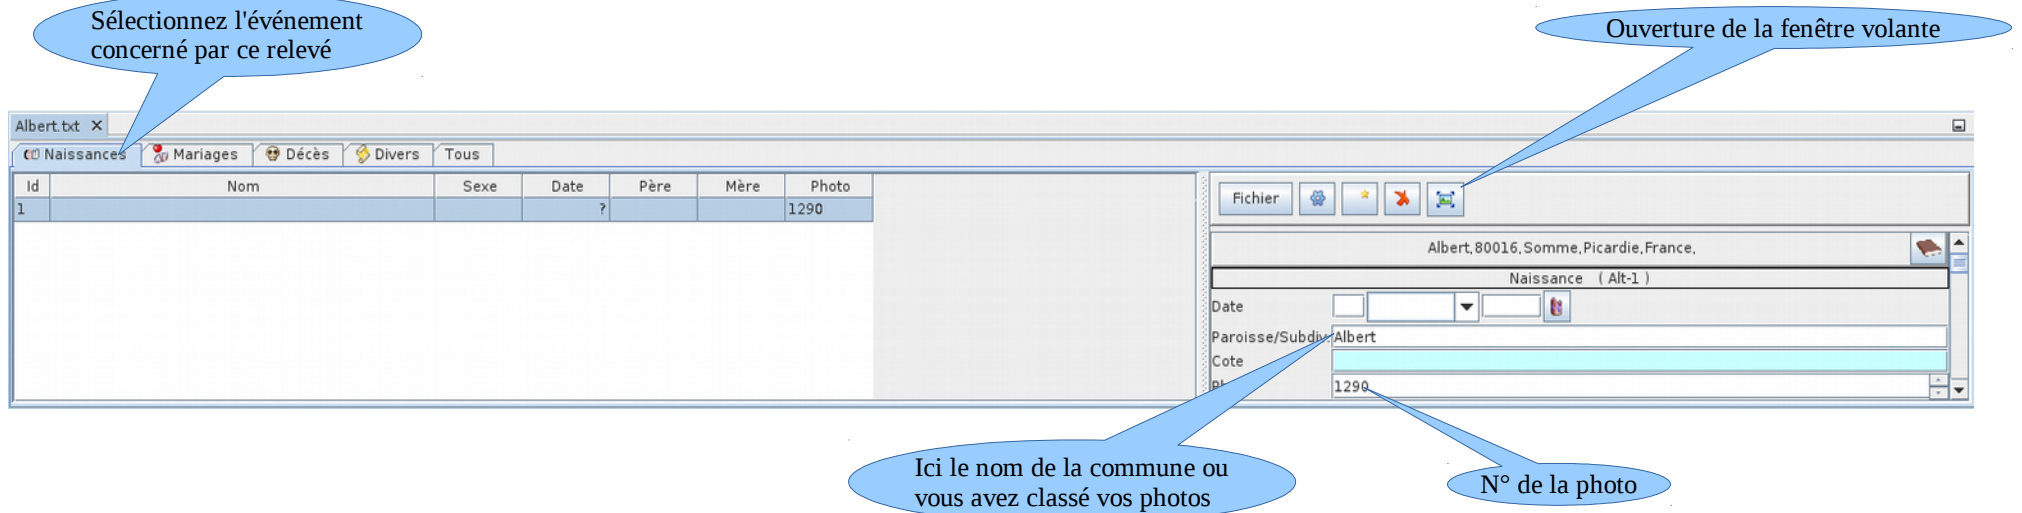 Sélectionnez l'événement
concerné par ce relevé
Ouverture de la fenêtre volante
Albert.txt X
Naissances Mariages Décès Divers Tous
Id Nom Sexe Date Père Mère Photo
1 ? 1290
Fichier
Albert,80016,Somme,Picardie,France,
Naissance ( Alt-1 )
Date
Paroisse/Subdiv. Albert
Cote
1290
Ici le nom de la commune ou
vous avez classé vos photos
N° de la photo